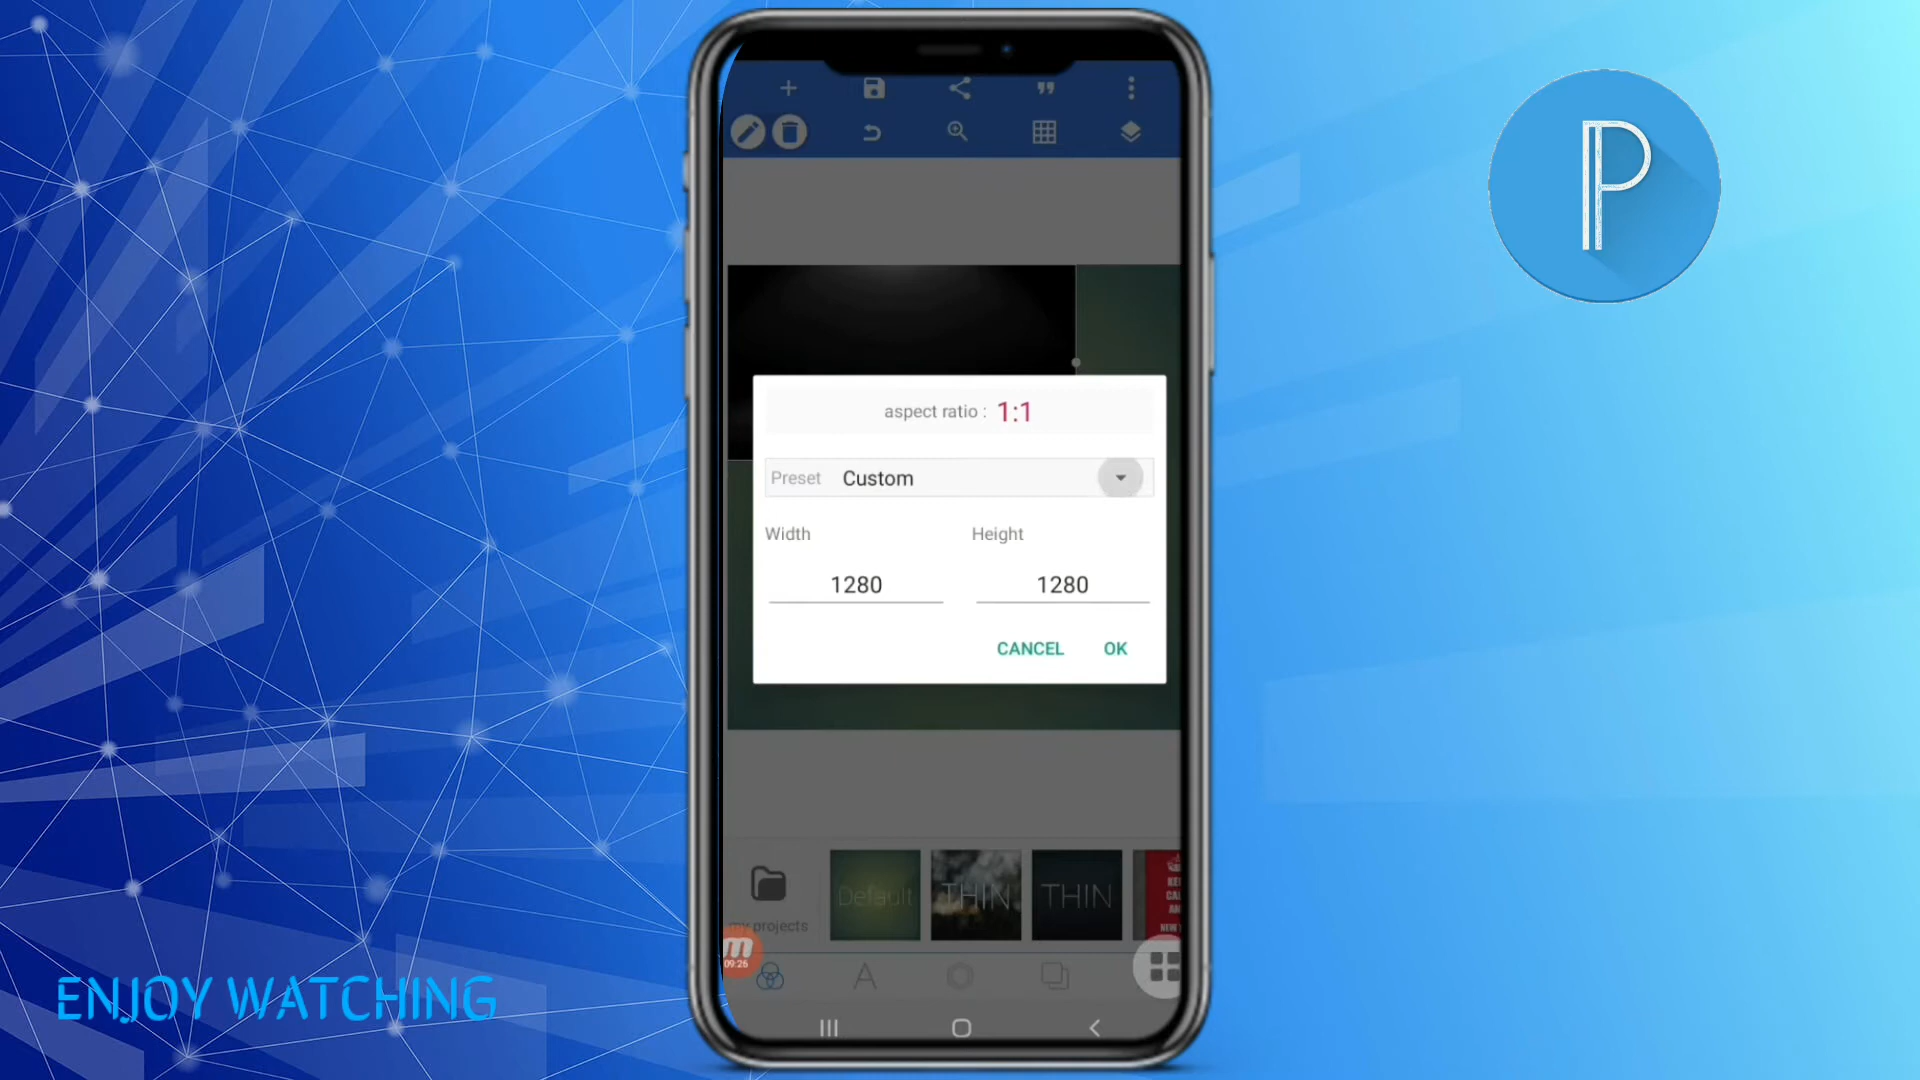 P
aspect ratio : 1:1
Preset Custom
Width Height
1280 1280
CANCEL OK
Default THIN THIN
my projects
m
09:26
A
ENJOY WATCHING